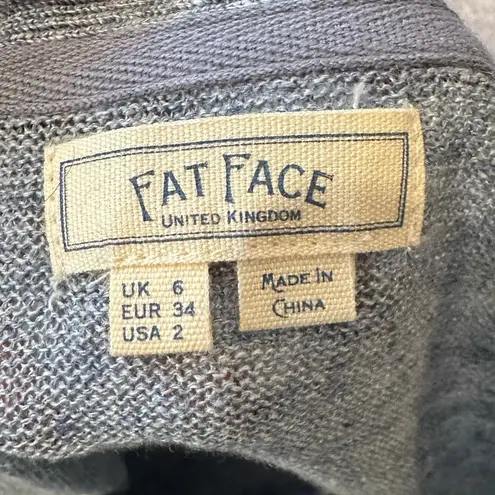 FAT FACE
UNITED KINGDOM
UK 6
EUR 34
USA 2
MADE IN
CHINA